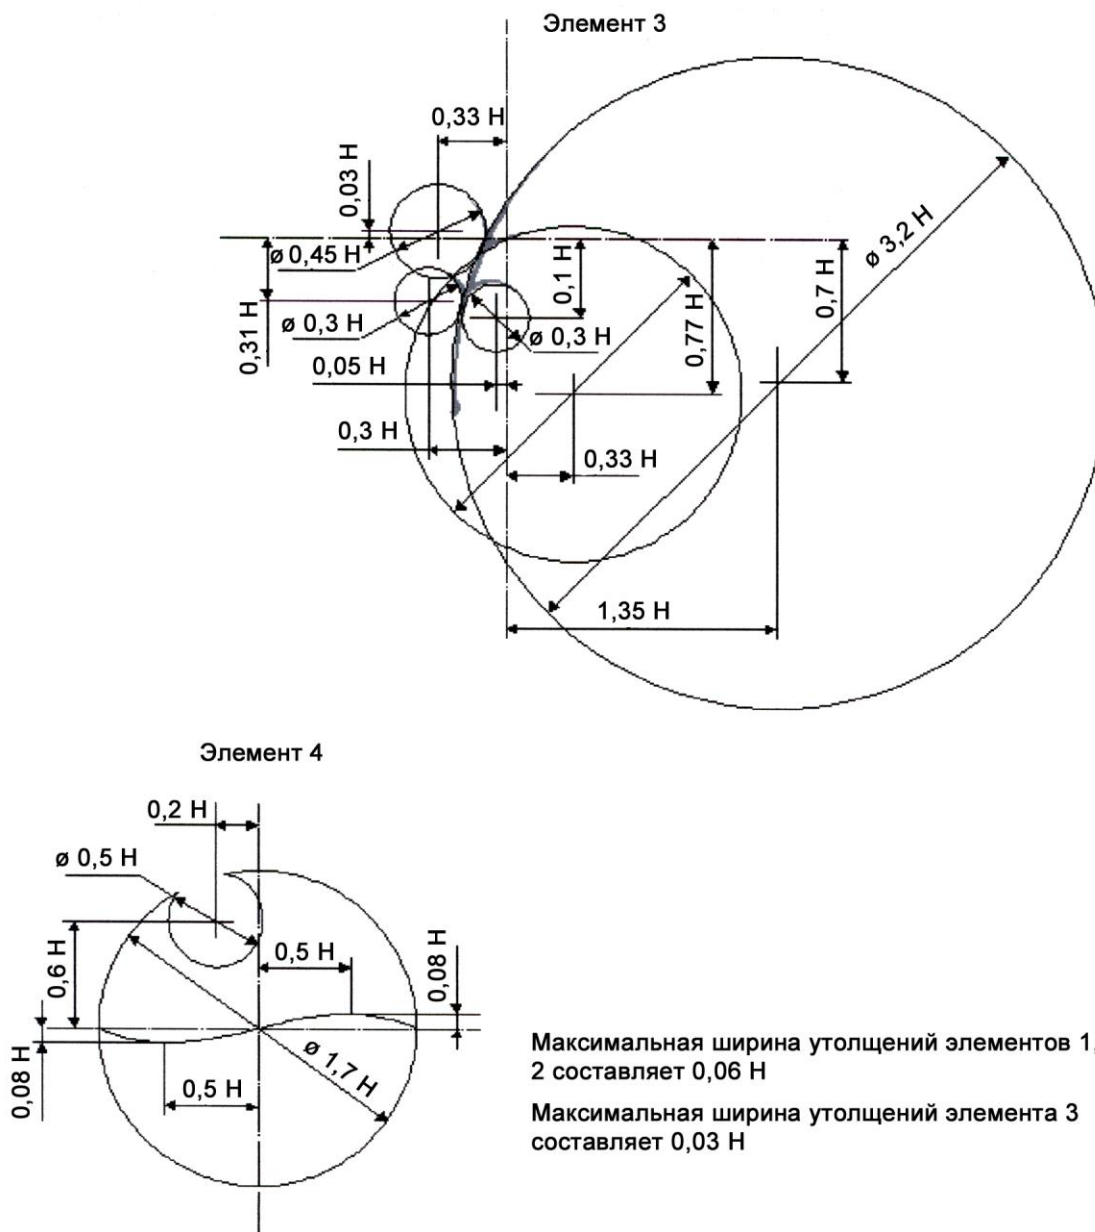 Элемент 3
0,33 Н
0,03 Н
ø 3,2 Н
ø 0,45 Н
0,1 Н
0,7 Н
0,31 Н
ø 0,3 Н
ø 0,3 Н
0,77 Н
0,05 Н
0,3 Н
0,33 Н
1,35 Н
Элемент 4
0,2 Н
ø 0,5 Н
0,6 Н
0,5 Н
0,08 Н
0,08 Н
ø 1,7 Н
0,5 Н
Максимальная ширина утолщений элементов 1,
2 составляет 0,06 Н
Максимальная ширина утолщений элемента 3
составляет 0,03 Н